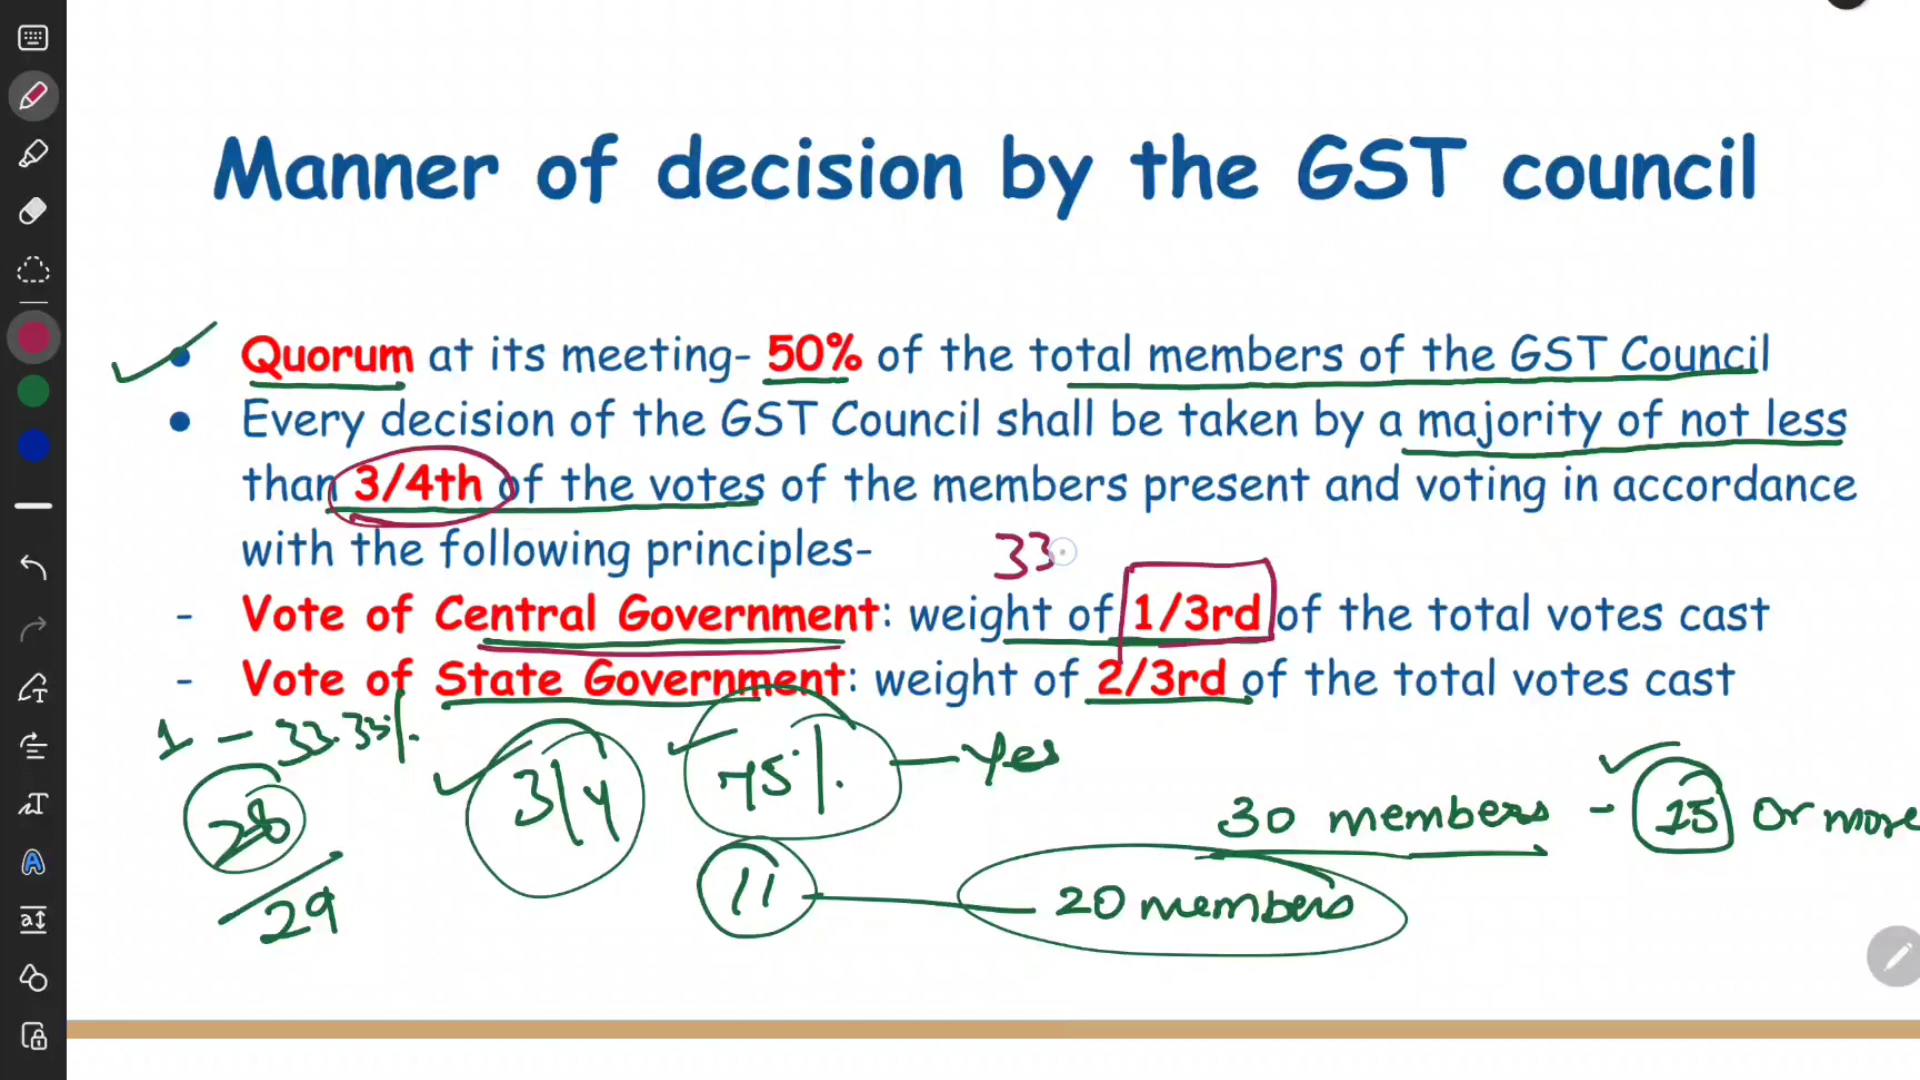 Manner of decision by the GST council
• Quorum at its meeting- 50% of the total members of the GST Council
• Every decision of the GST Council shall be taken by a majority of not less
than 3/4th of the votes of the members present and voting in accordance
with the following principles-
33
- Vote of Central Government: weight of 1/3rd of the total votes cast
- Vote of State Government: weight of 2/3rd of the total votes cast
1 - 33.33%
3/4
75% - Yes
30 members - 15 or more
28
29
11
20 members